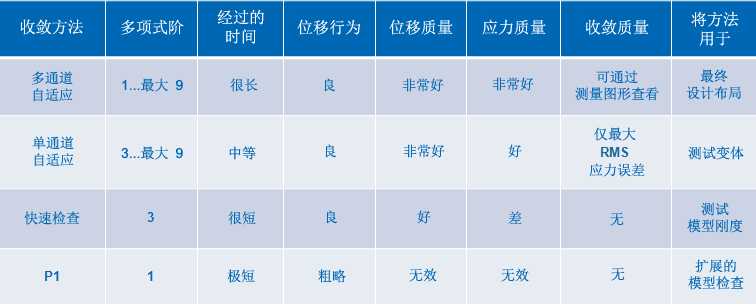 收敛方法 多项式阶 经过的时间 位移行为 位移质量 应力质量 收敛质量 将方法用于
多通道自适应 1...最大 9 很长 良 非常好 非常好 可通过测量图形查看 最终设计布局
单通道自适应 3...最大 9 中等 良 非常好 好 仅最大 RMS 应力误差 测试变体
快速检查 3 很短 良 好 差 无 测试模型刚度
P1 1 极短 粗略 无效 无效 无 扩展的模型检查